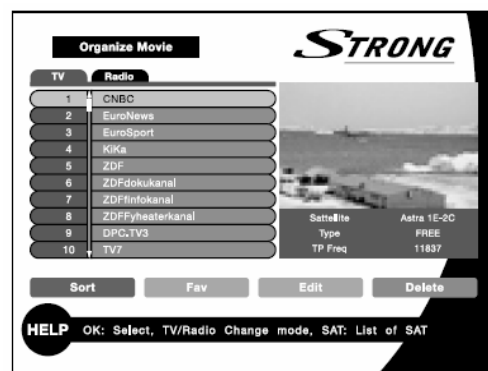 Organize Movie
STRONG
TV Radio
1 CNBC
2 EuroNews
3 EuroSport
4 KiKa
5 ZDF
6 ZDFdokukanal
7 ZDFfinfokanal
8 ZDFFyheaterkanal
9 DPC.TV3
10 TV7
Sattellite Astra 1E-2C
Type FREE
TP Freq 11837
Sort Fav Edit Delete
HELP OK: Select, TV/Radio Change mode, SAT: List of SAT